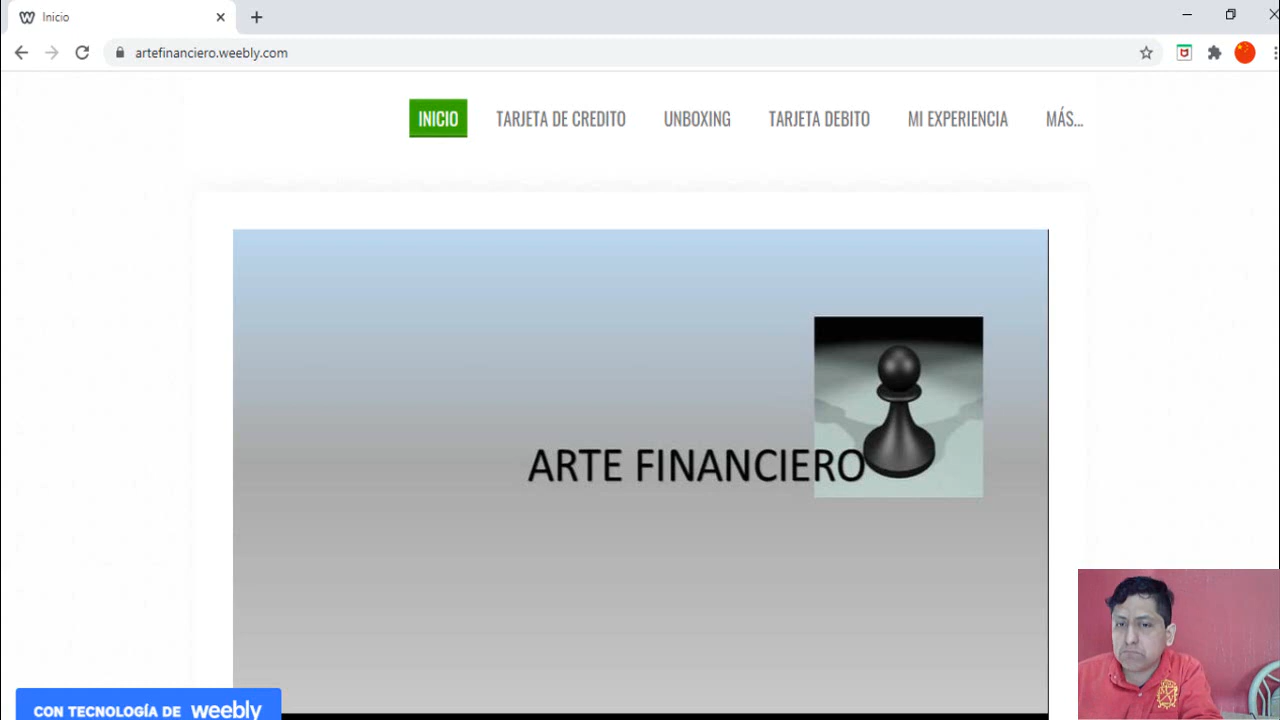 Inicio
artefinanciero.weebly.com
INICIO TARJETA DE CREDITO UNBOXING TARJETA DEBITO MI EXPERIENCIA MÁS...
ARTE FINANCIERO
CON TECNOLOGÍA DE weebly